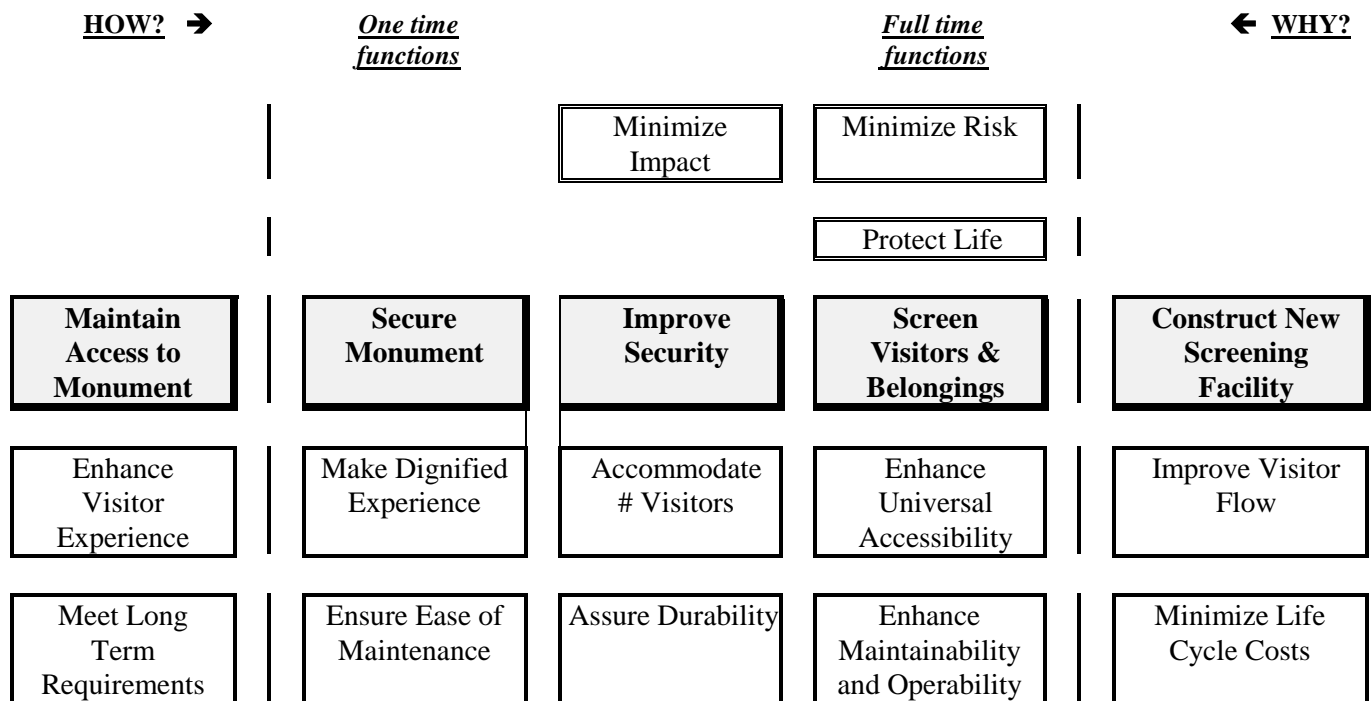 HOW? ➔
One time
functions
Full time
functions
🡸 WHY?
Minimize
Impact
Minimize Risk
Protect Life
Maintain
Access to
Monument
Secure
Monument
Improve
Security
Screen
Visitors &
Belongings
Construct New
Screening
Facility
Enhance
Visitor
Experience
Make Dignified
Experience
Accommodate
# Visitors
Enhance
Universal
Accessibility
Improve Visitor
Flow
Meet Long
Term
Requirements
Ensure Ease of
Maintenance
Assure Durability
Enhance
Maintainability
and Operability
Minimize Life
Cycle Costs